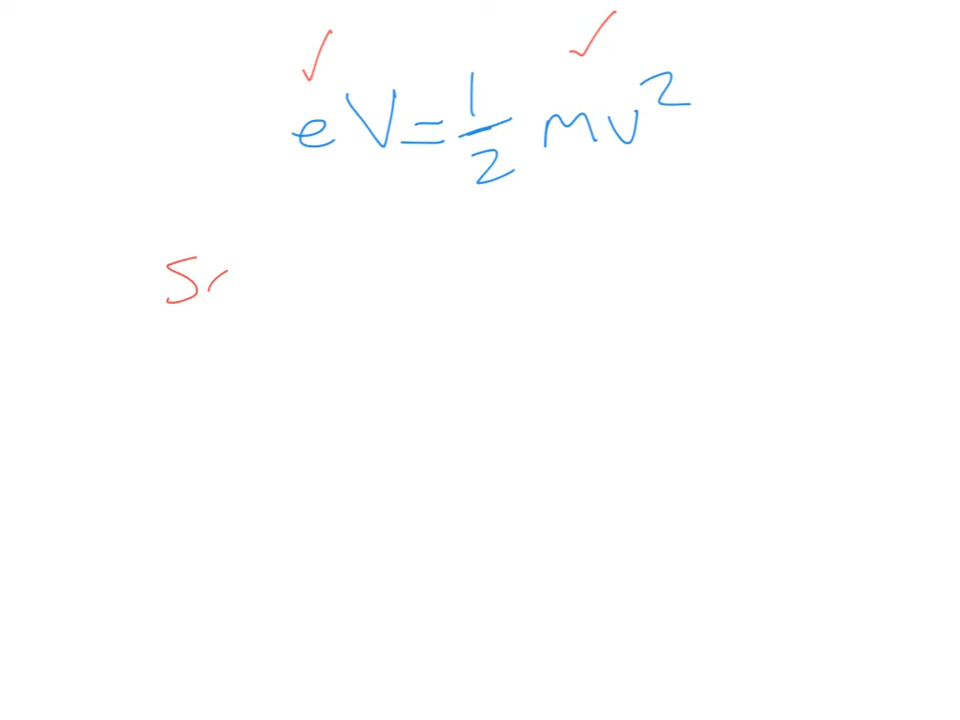 eV = 1/2 mv²